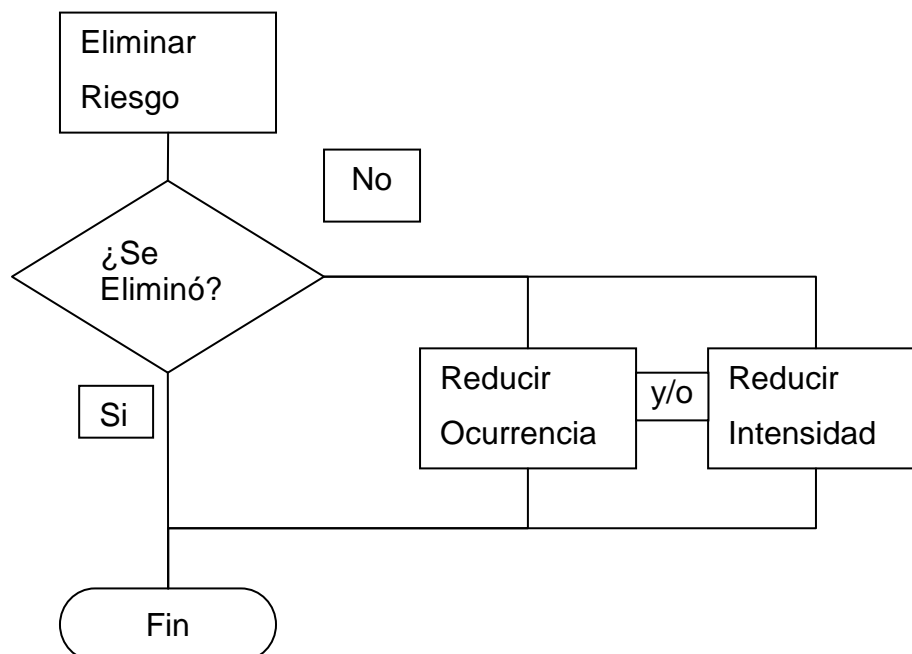 Eliminar
Riesgo
No
¿Se
Eliminó?
Si
Reducir
Ocurrencia
y/o
Reducir
Intensidad
Fin